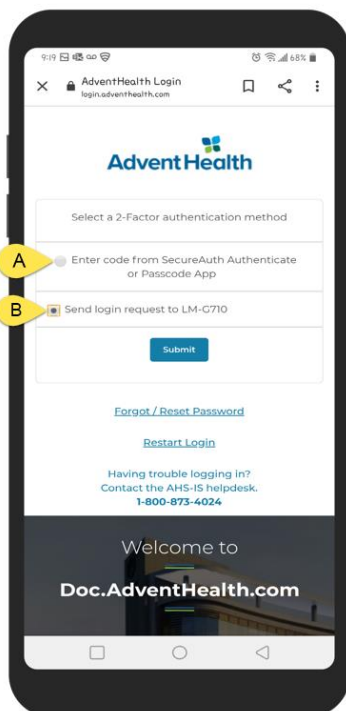 9:19
68%
AdventHealth Login
login.adventhealth.com
AdventHealth
Select a 2-Factor authentication method
A
Enter code from SecureAuth Authenticate
or Passcode App
B
Send login request to LM-G710
Submit
Forgot / Reset Password
Restart Login
Having trouble logging in?
Contact the AHS-IS helpdesk.
1-800-873-4024
Welcome to
Doc.AdventHealth.com